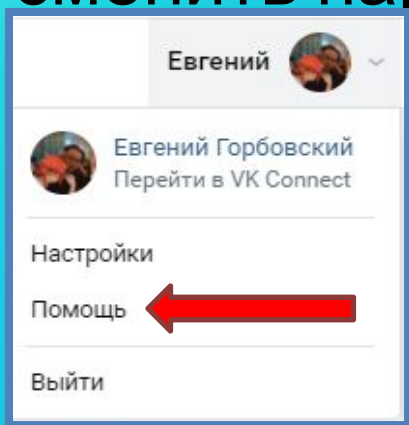 Евгений
Евгений Горбовский
Перейти в VK Connect
Настройки
Помощь
Выйти